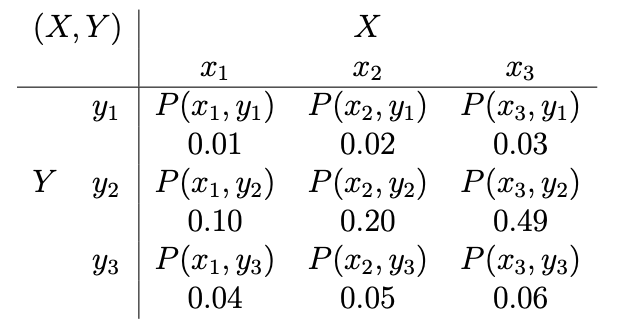 (X, Y) X
x₁ x₂ x₃
y₁ P(x₁, y₁) P(x₂, y₁) P(x₃, y₁)
0.01 0.02 0.03
Y y₂ P(x₁, y₂) P(x₂, y₂) P(x₃, y₂)
0.10 0.20 0.49
y₃ P(x₁, y₃) P(x₂, y₃) P(x₃, y₃)
0.04 0.05 0.06